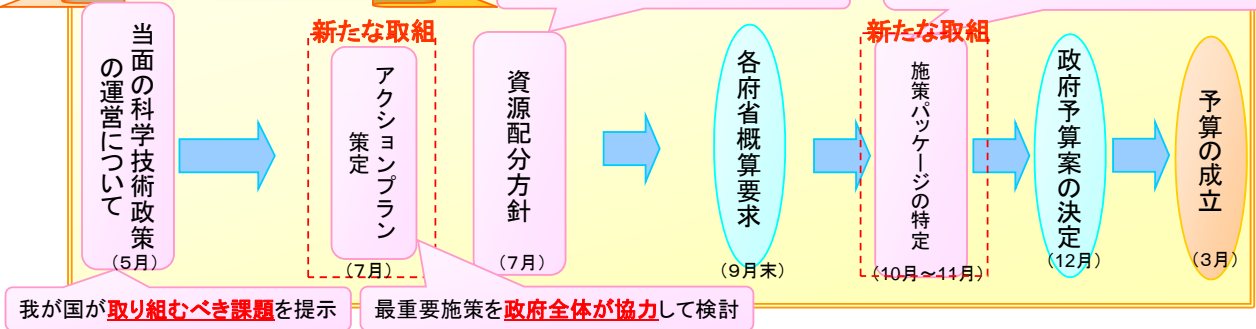 当面の科学技術政策
の運営について
(5月)
新たな取組
アクションプラン
策定
(7月)
資源配分方針
(7月)
各府省概算要求
(9月末)
新たな取組
施策パッケージの特定
(10月～11月)
政府予算案の決定
(12月)
予算の成立
(3月)
我が国が取り組むべき課題を提示
最重要施策を政府全体が協力して検討